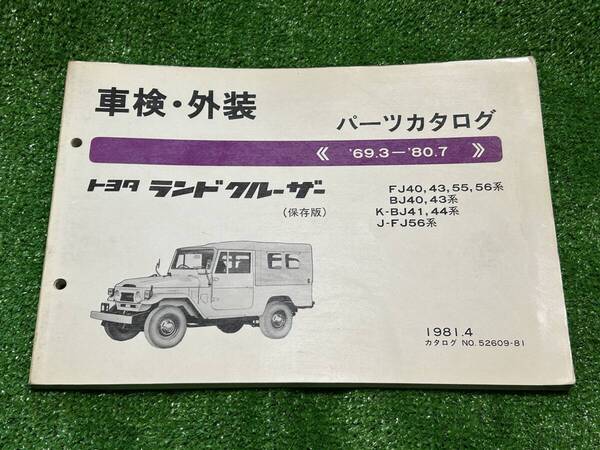 車検・外装
パーツカタログ
《 '69.3―'80.7 》
トヨタ ランドクルーザー
(保存版)
FJ40,43,55,56系
BJ40,43系
K-BJ41,44系
J-FJ56系
1981.4
カタログ NO.52609-81